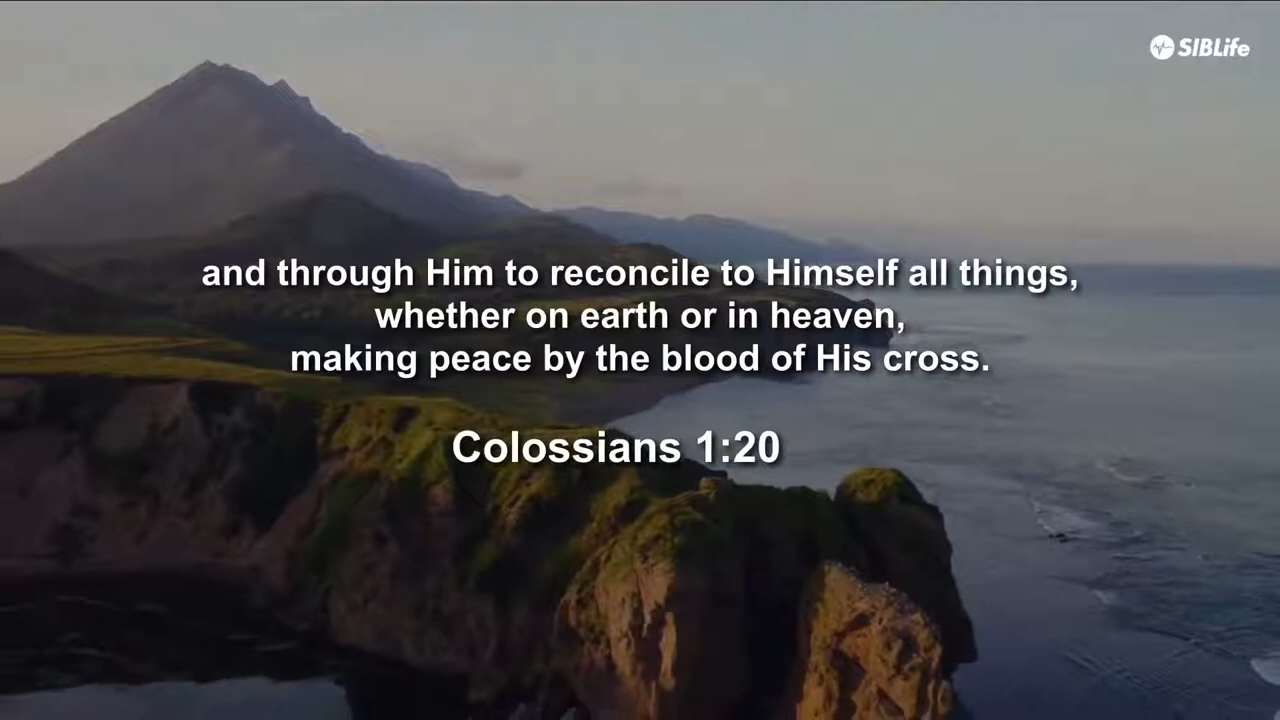 SIBLife
and through Him to reconcile to Himself all things,
whether on earth or in heaven,
making peace by the blood of His cross.
Colossians 1:20